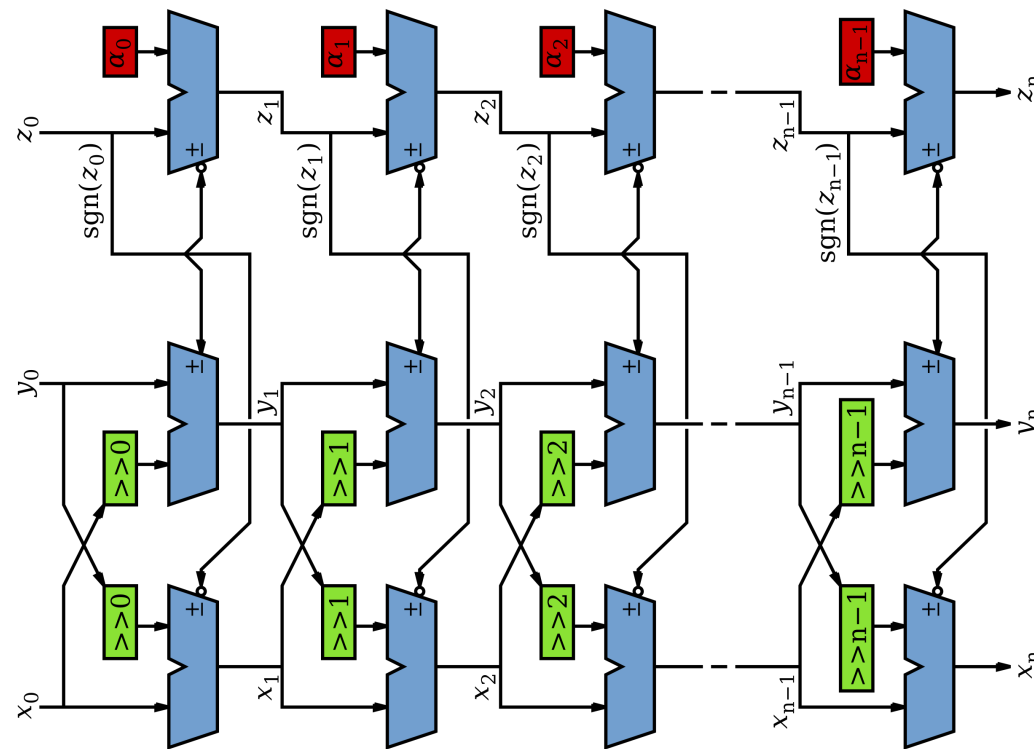 x₀ y₀ z₀
sgn(z₀)
>>0 >>0 α₀
± ± ±
x₁ y₁ z₁
sgn(z₁)
>>1 >>1 α₁
± ± ±
x₂ y₂ z₂
sgn(z₂)
>>2 >>2 α₂
± ± ±
xₙ₋₁ yₙ₋₁ zₙ₋₁
sgn(zₙ₋₁)
>>n−1 >>n−1 αₙ₋₁
± ± ±
xₙ yₙ zₙ